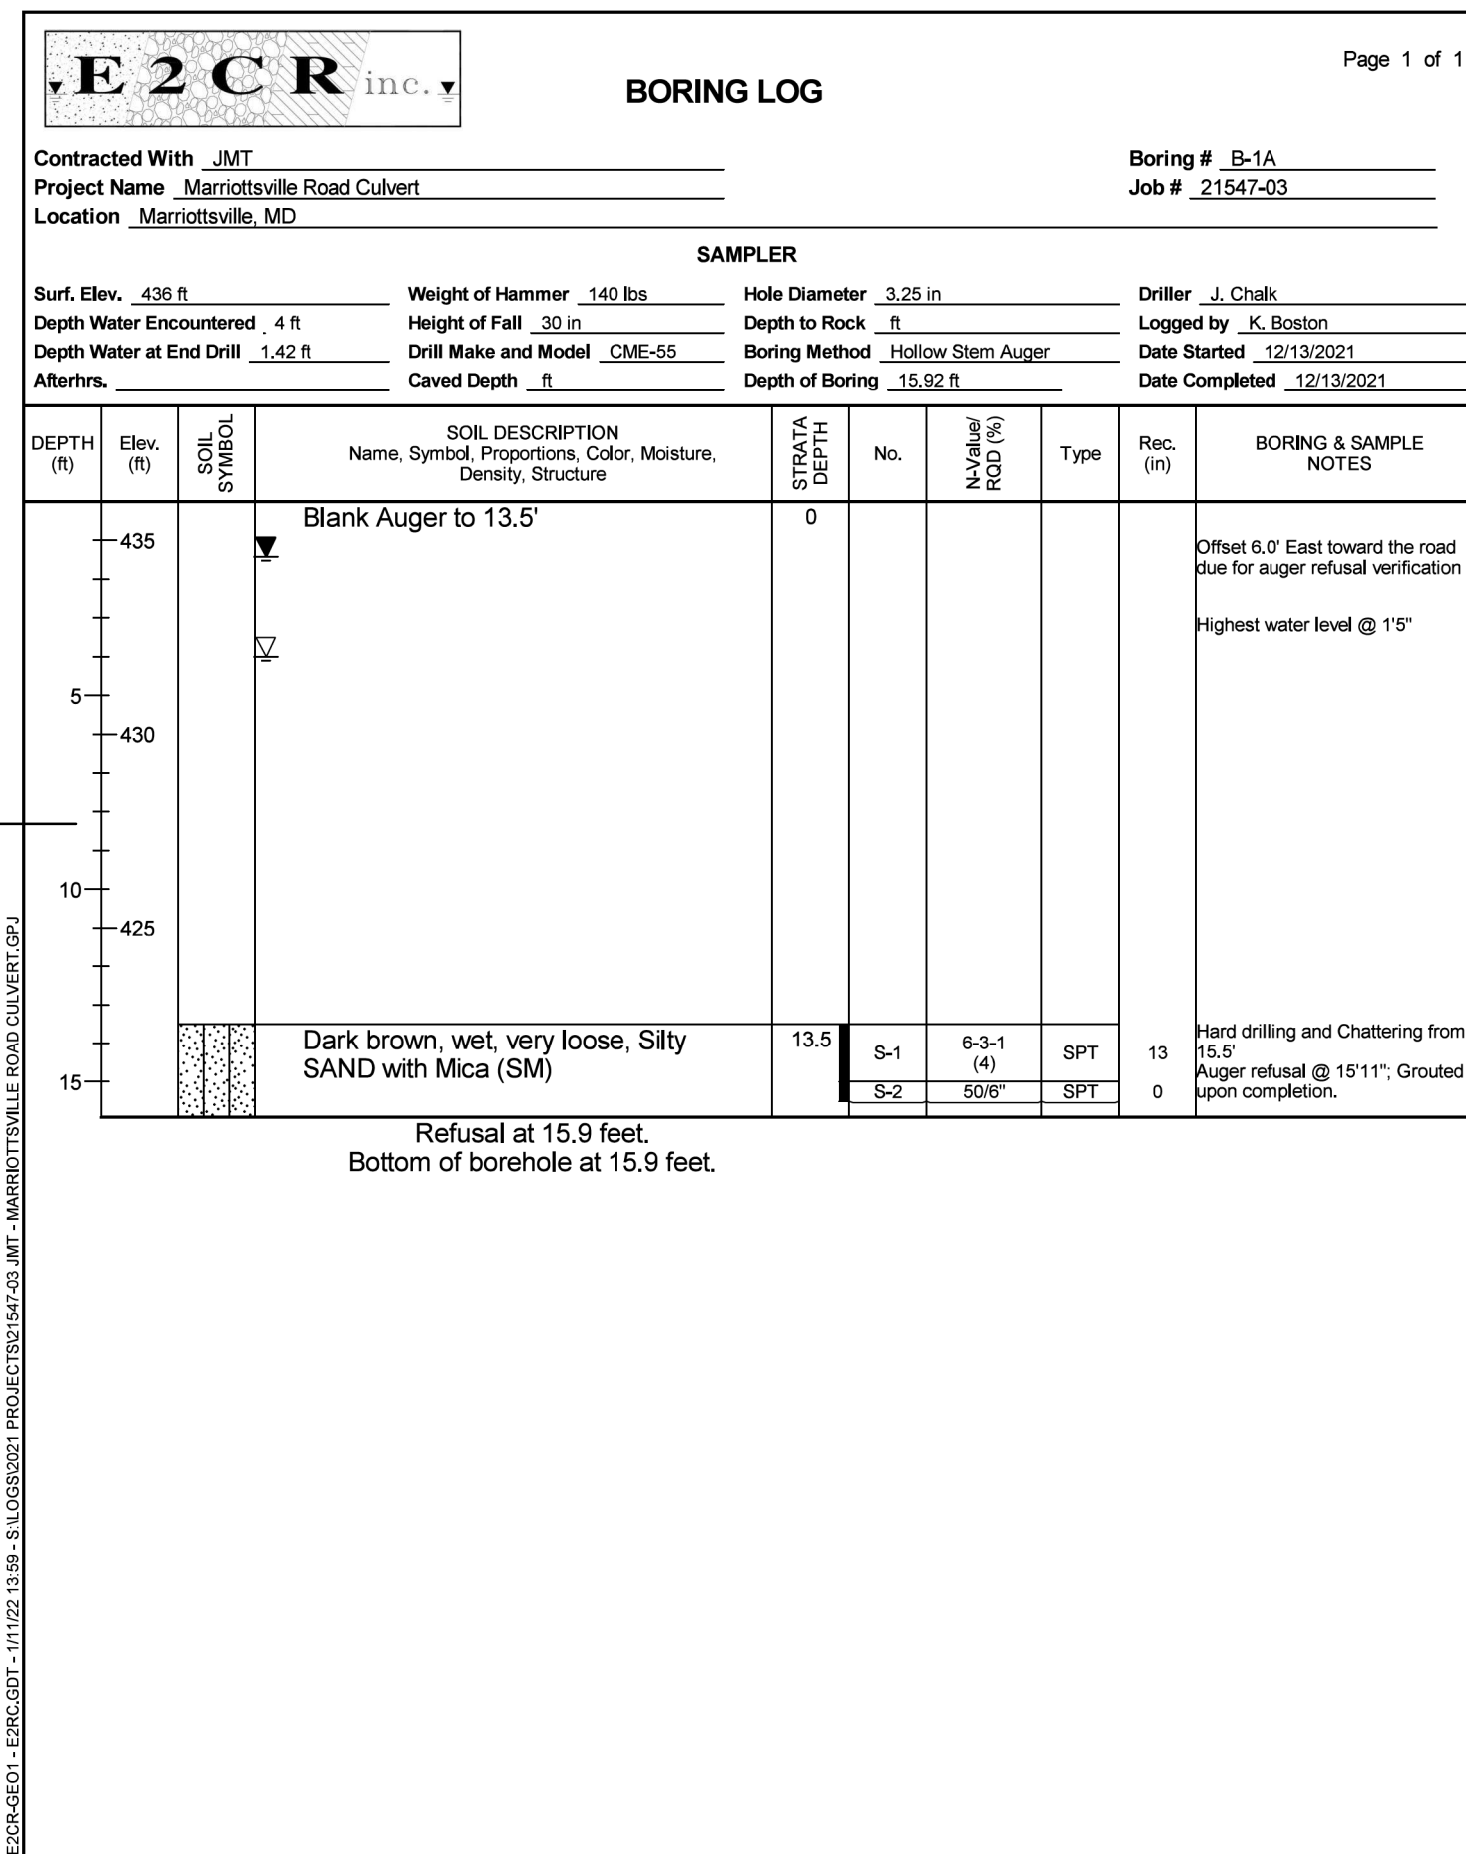 E2CR inc.
Page 1 of 1
BORING LOG
Contracted With JMT
Boring # B-1A
Project Name Marriottsville Road Culvert
Job # 21547-03
Location Marriottsville, MD
SAMPLER
Surf. Elev. 436 ft
Weight of Hammer 140 lbs
Hole Diameter 3.25 in
Driller J. Chalk
Depth Water Encountered 4 ft
Height of Fall 30 in
Depth to Rock ft
Logged by K. Boston
Depth Water at End Drill 1.42 ft
Drill Make and Model CME-55
Boring Method Hollow Stem Auger
Date Started 12/13/2021
Afterhrs.
Caved Depth ft
Depth of Boring 15.92 ft
Date Completed 12/13/2021
DEPTH
(ft)
Elev.
(ft)
SOIL
SYMBOL
SOIL DESCRIPTION
Name, Symbol, Proportions, Color, Moisture,
Density, Structure
STRATA
DEPTH
No.
N-Value/
RQD (%)
Type
Rec.
(in)
BORING & SAMPLE
NOTES
Blank Auger to 13.5'
0
435
Offset 6.0' East toward the road
due for auger refusal verification
Highest water level @ 1'5"
5
430
10
425
Dark brown, wet, very loose, Silty
SAND with Mica (SM)
13.5
S-1
6-3-1
(4)
SPT
13
Hard drilling and Chattering from
15.5'
Auger refusal @ 15'11"; Grouted
upon completion.
15
S-2
50/6"
SPT
0
Refusal at 15.9 feet.
Bottom of borehole at 15.9 feet.
E2CR-GEO1 - E2RC.GDT - 1/11/22 13:59 - S:\LOGS\2021 PROJECTS\21547-03 JMT - MARRIOTTSVILLE ROAD CULVERT.GPJ